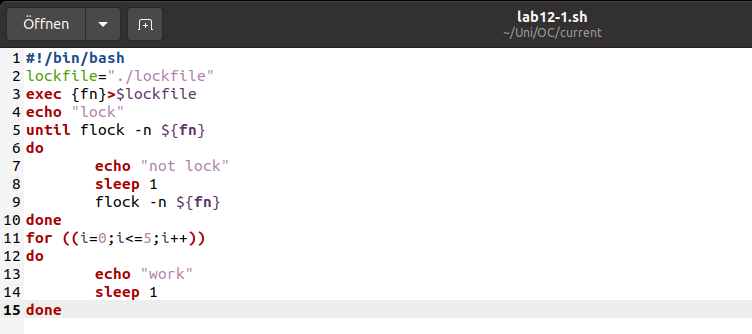 Öffnen
lab12-1.sh
~/Uni/OC/current
1 #!/bin/bash
2 lockfile="./lockfile"
3 exec {fn}>$lockfile
4 echo "lock"
5 until flock -n ${fn}
6 do
7         echo "not lock"
8         sleep 1
9         flock -n ${fn}
10 done
11 for ((i=0;i<=5;i++))
12 do
13         echo "work"
14         sleep 1
15 done